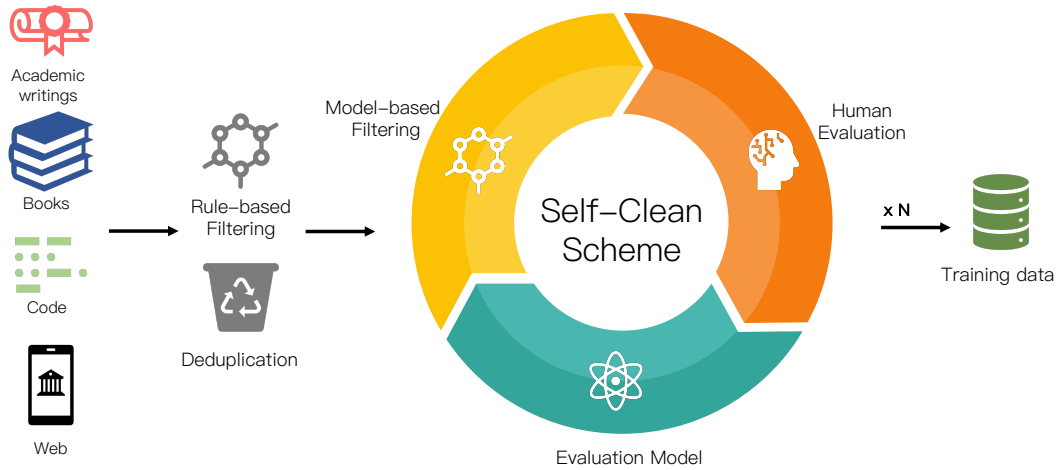 Academic
writings
Books
Code
Web
Rule-based
Filtering
Deduplication
Model-based
Filtering
Self-Clean
Scheme
Human
Evaluation
Evaluation Model
x N
Training data